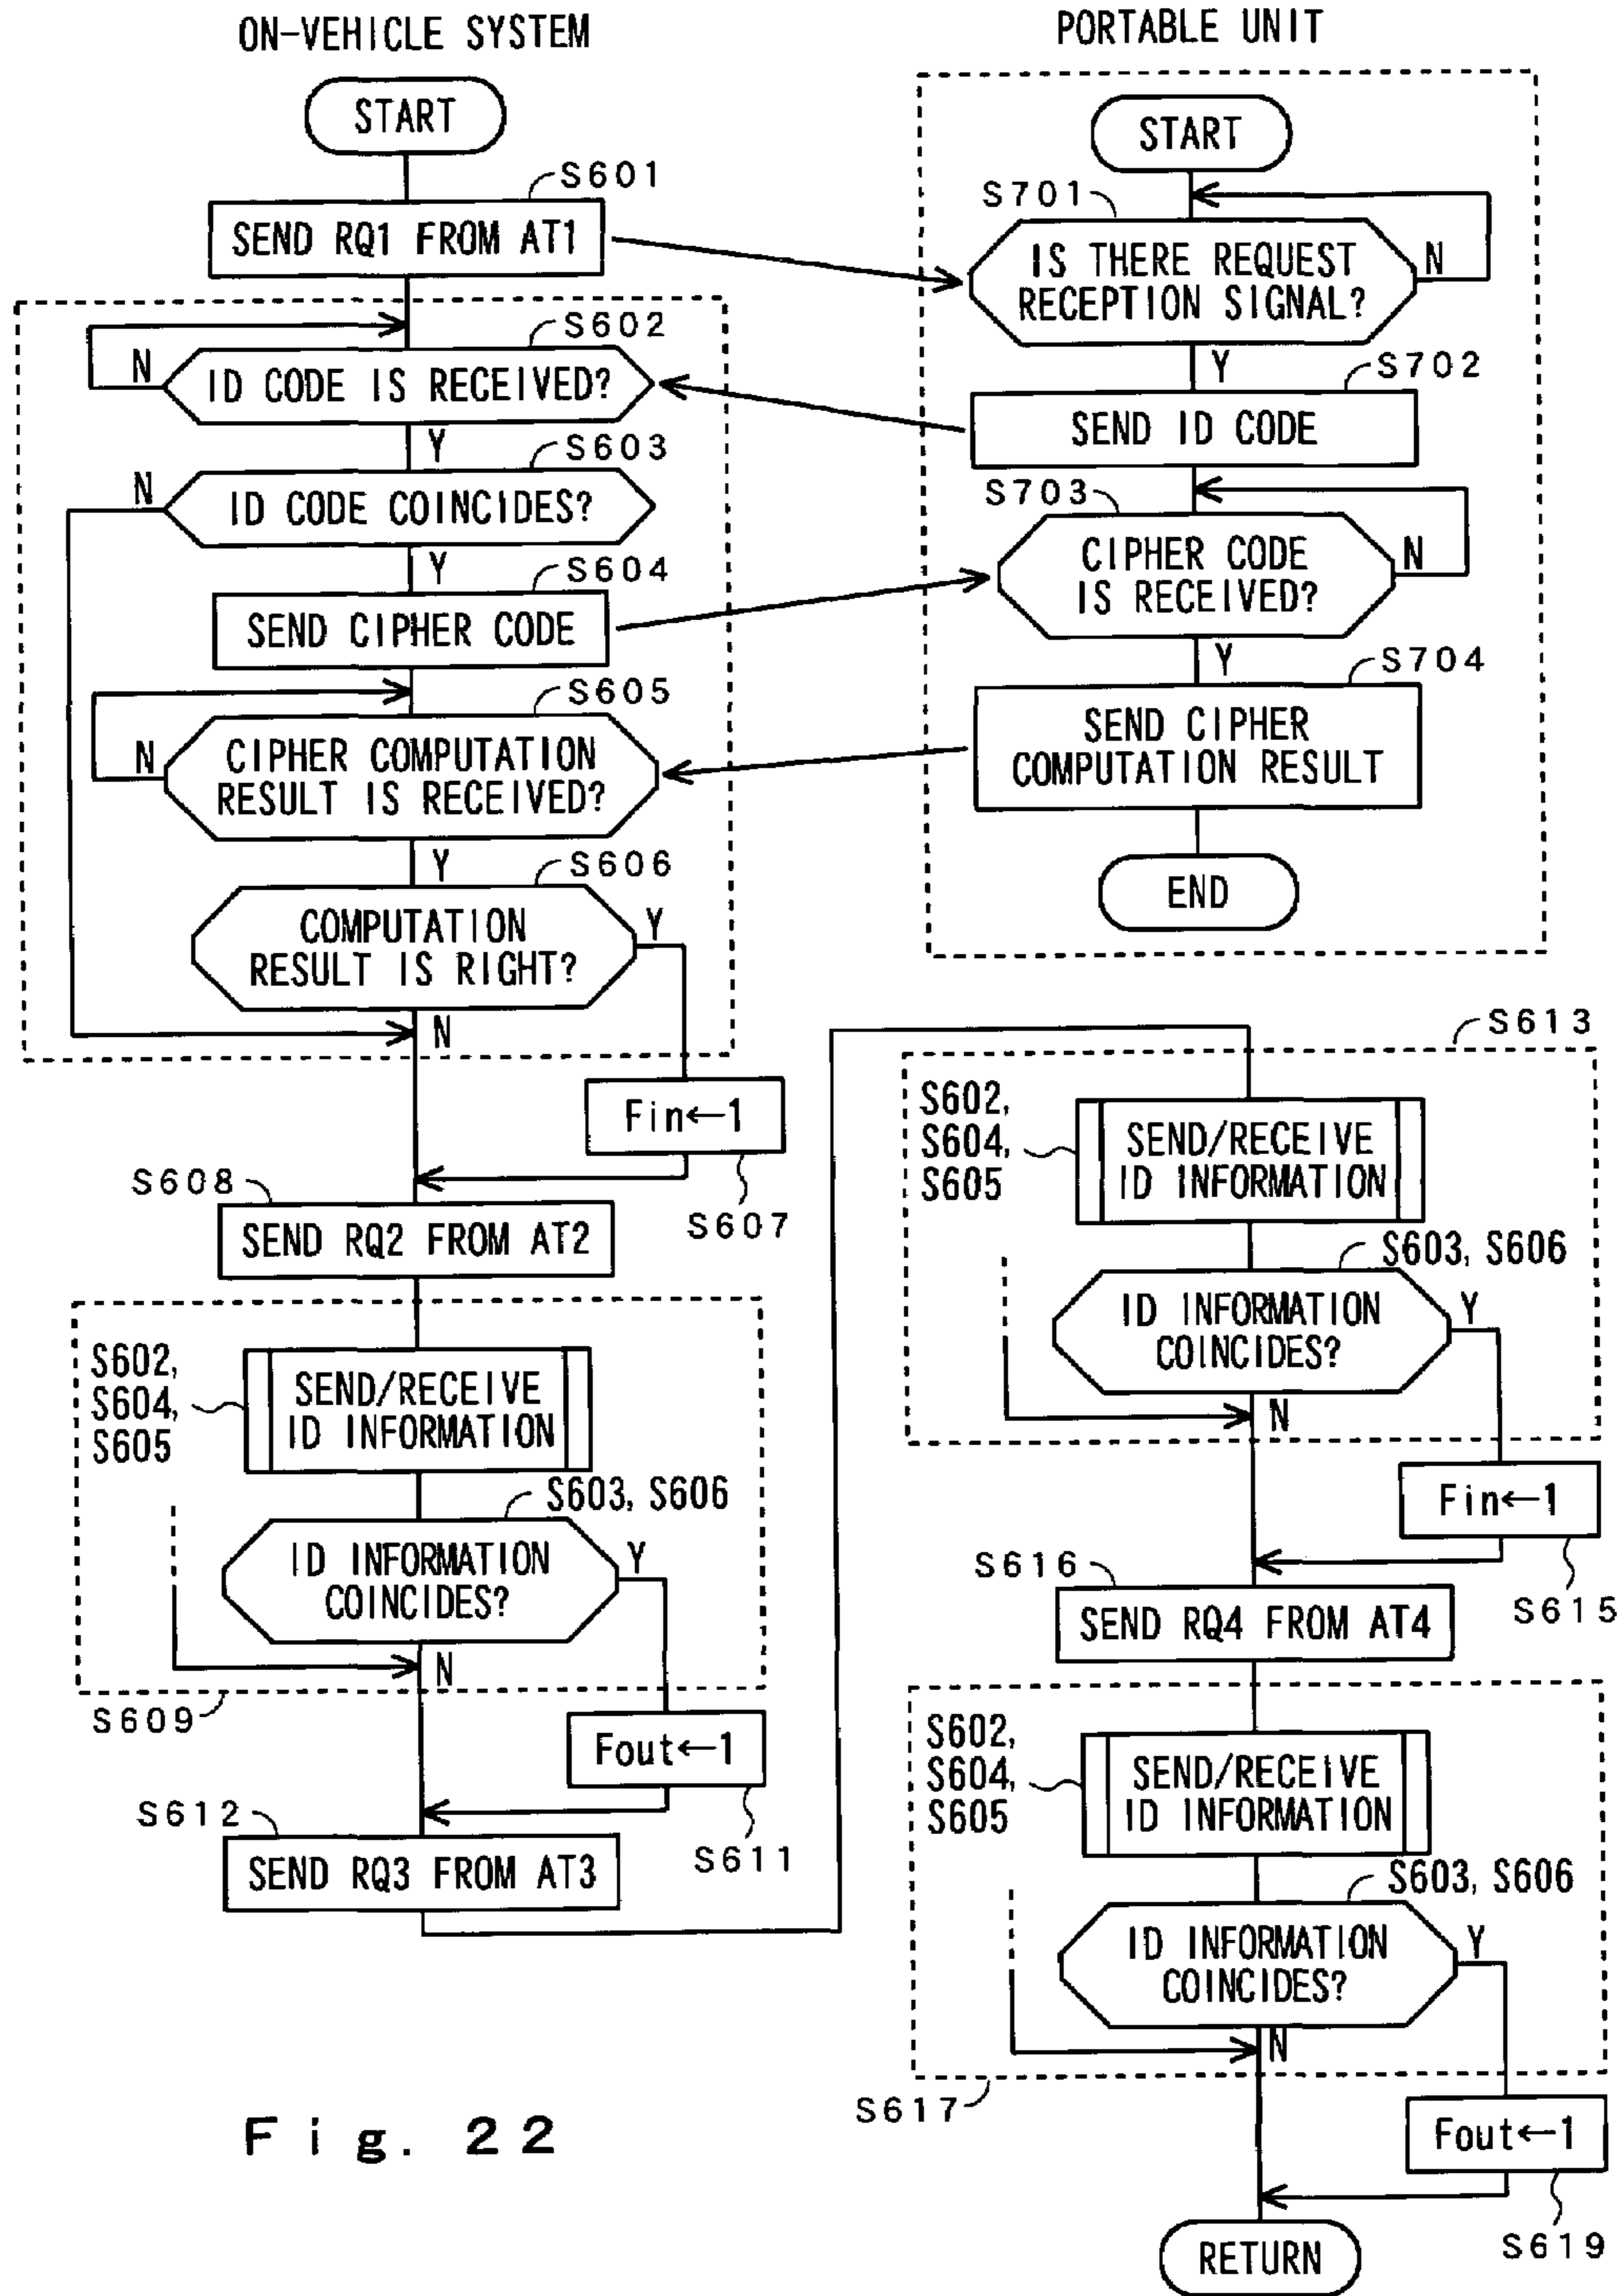 ON-VEHICLE SYSTEM
START
S601
SEND RQ1 FROM AT1
S602
N
ID CODE IS RECEIVED?
Y
S603
N
ID CODE COINCIDES?
Y
S604
SEND CIPHER CODE
S605
N
CIPHER COMPUTATION
RESULT IS RECEIVED?
Y
S606
COMPUTATION
RESULT IS RIGHT?
Y
N
Fin←1
S607
S608
SEND RQ2 FROM AT2
S602,
S604,
S605
SEND/RECEIVE
ID INFORMATION
S603, S606
ID INFORMATION
COINCIDES?
Y
N
S609
Fout←1
S611
S612
SEND RQ3 FROM AT3
PORTABLE UNIT
START
S701
IS THERE REQUEST
RECEPTION SIGNAL?
N
Y
S702
SEND ID CODE
S703
CIPHER CODE
IS RECEIVED?
N
Y
S704
SEND CIPHER
COMPUTATION RESULT
END
S613
S602,
S604,
S605
SEND/RECEIVE
ID INFORMATION
S603, S606
ID INFORMATION
COINCIDES?
Y
N
Fin←1
S615
S616
SEND RQ4 FROM AT4
S602,
S604,
S605
SEND/RECEIVE
ID INFORMATION
S603, S606
ID INFORMATION
COINCIDES?
Y
N
S617
Fout←1
S619
RETURN
Fig. 22